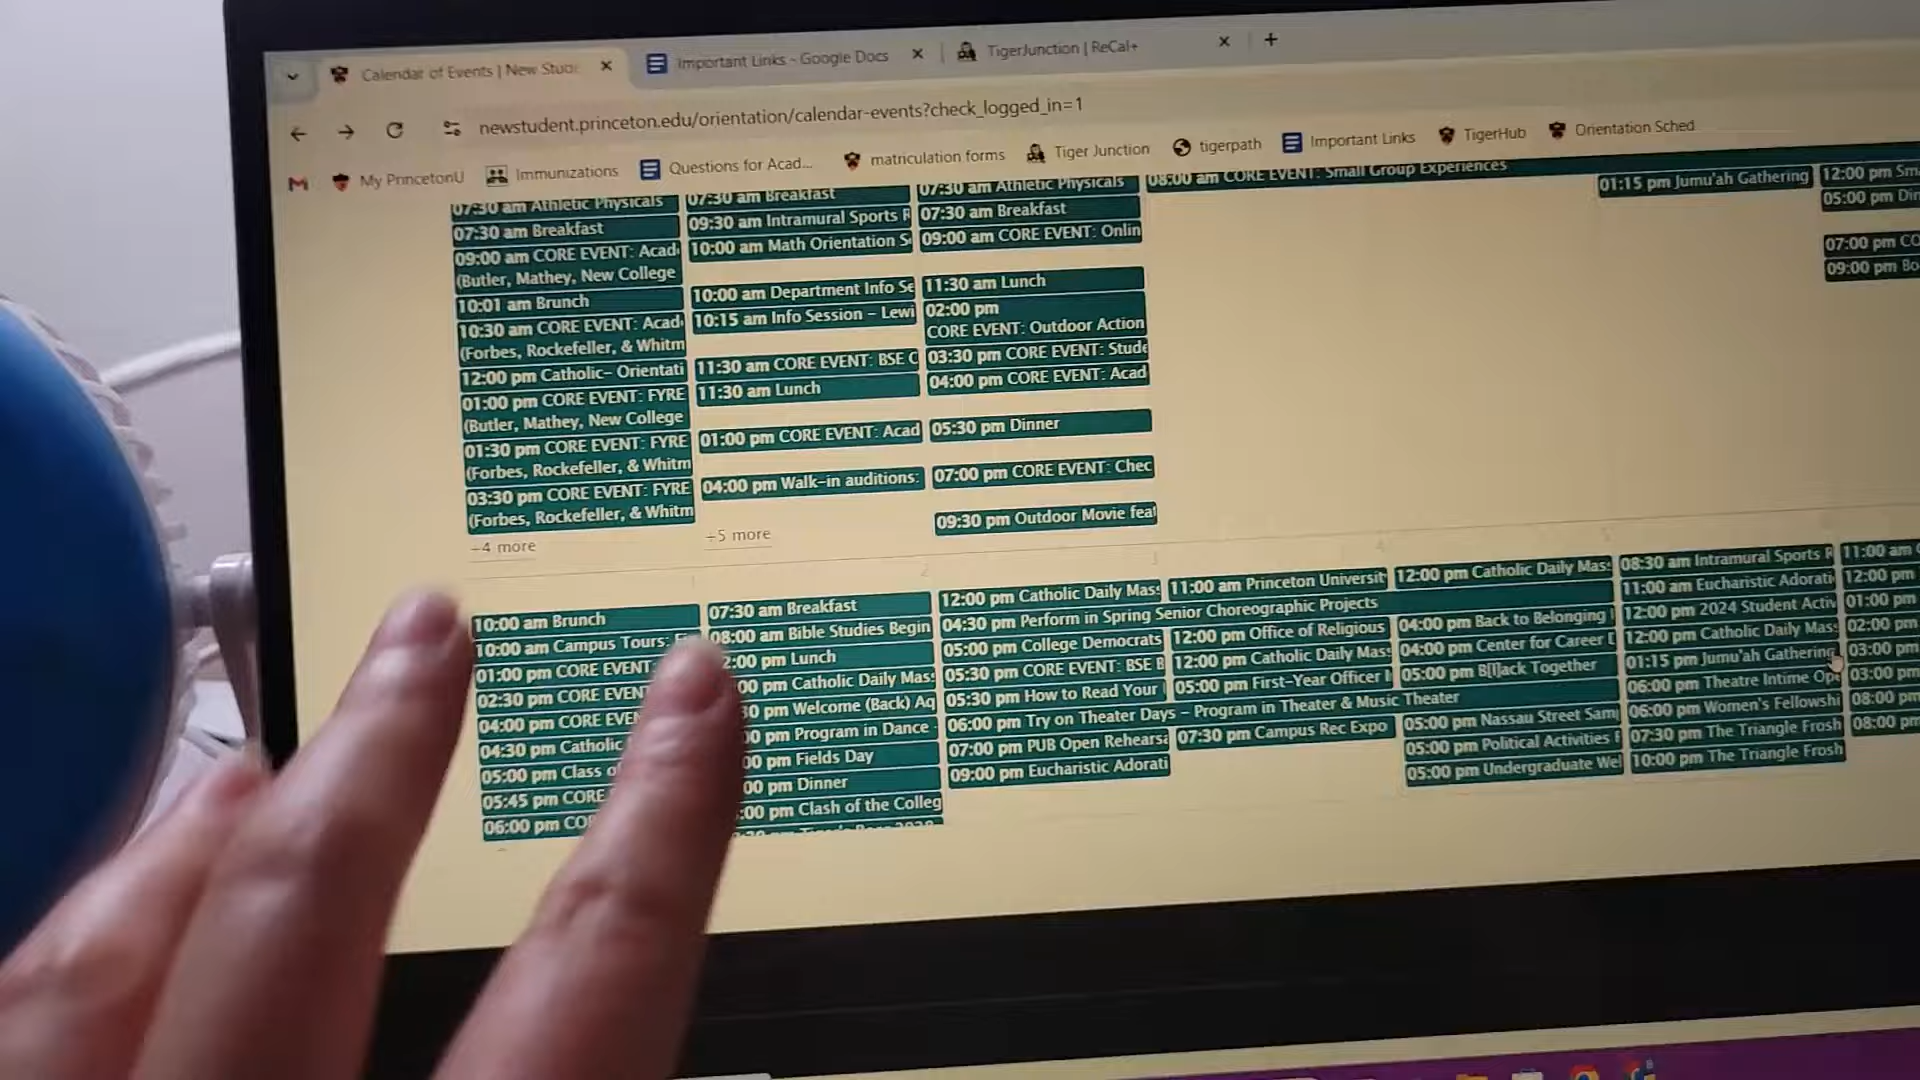 Calendar of Events | New Stud
Important Links - Google Docs
TigerJunction | ReCal+
newstudent.princeton.edu/orientation/calendar-events?check_logged_in=1
My PrincetonU
Immunizations
Questions for Acad...
matriculation forms
Tiger Junction
tigerpath
Important Links
TigerHub
Orientation Sched
07:30 am Athletic Physicals
07:30 am Breakfast
09:00 am CORE EVENT: Acad
(Butler, Mathey, New College
10:01 am Brunch
10:30 am CORE EVENT: Acad
(Forbes, Rockefeller, & Whitm
12:00 pm Catholic- Orientati
01:00 pm CORE EVENT: FYRE
(Butler, Mathey, New College
01:30 pm CORE EVENT: FYRE
(Forbes, Rockefeller, & Whitm
03:30 pm CORE EVENT: FYRE
(Forbes, Rockefeller, & Whitm
+4 more
07:30 am Breakfast
09:30 am Intramural Sports R
10:00 am Math Orientation S
10:00 am Department Info Se
10:15 am Info Session - Lewi
11:30 am CORE EVENT: BSE C
11:30 am Lunch
01:00 pm CORE EVENT: Acad
04:00 pm Walk-in auditions:
+5 more
07:30 am Athletic Physicals
07:30 am Breakfast
09:00 am CORE EVENT: Onlin
11:30 am Lunch
02:00 pm
CORE EVENT: Outdoor Action
03:30 pm CORE EVENT: Stude
04:00 pm CORE EVENT: Acad
05:30 pm Dinner
07:00 pm CORE EVENT: Chec
09:30 pm Outdoor Movie feat
08:00 am CORE EVENT: Small Group Experiences
01:15 pm Jumu'ah Gathering
12:00 pm Sm
05:00 pm Din
07:00 pm CO
09:00 pm Bo
1
2
3
4
5
10:00 am Brunch
10:00 am Campus Tours:
01:00 pm CORE EVENT:
02:30 pm CORE EVENT
04:00 pm CORE EVEN
04:30 pm Catholic
05:00 pm Class of
05:45 pm CORE
06:00 pm COR
07:30 am Breakfast
08:00 am Bible Studies Begin
2:00 pm Lunch
00 pm Catholic Daily Mass
30 pm Welcome (Back) Aq
00 pm Program in Dance -
00 pm Fields Day
00 pm Dinner
:00 pm Clash of the Colleg
12:00 pm Catholic Daily Mass
04:30 pm Perform in Spring Senior Choreographic Projects
05:00 pm College Democrats
05:30 pm CORE EVENT: BSE B
05:30 pm How to Read Your
06:00 pm Try on Theater Days - Program in Theater & Music Theater
07:00 pm PUB Open Rehearsa
09:00 pm Eucharistic Adorati
11:00 am Princeton Universit
12:00 pm Office of Religious
12:00 pm Catholic Daily Mass
05:00 pm First-Year Officer I
07:30 pm Campus Rec Expo
12:00 pm Catholic Daily Mass
04:00 pm Back to Belonging
04:00 pm Center for Career D
05:00 pm B[l]ack Together
05:00 pm Nassau Street Sam
05:00 pm Political Activities F
05:00 pm Undergraduate Wel
08:30 am Intramural Sports R
11:00 am Eucharistic Adorati
12:00 pm 2024 Student Activ
12:00 pm Catholic Daily Mass
01:15 pm Jumu'ah Gathering
06:00 pm Theatre Intime Ope
06:00 pm Women's Fellowshi
07:30 pm The Triangle Frosh
10:00 pm The Triangle Frosh
11:00 am
12:00 pm
01:00 pm
02:00 pm
03:00 pm
03:00 pm
08:00 pm
08:00 pm